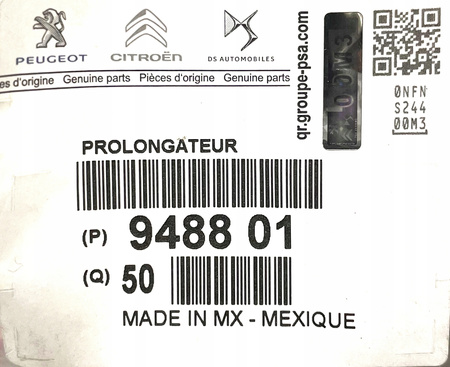 PEUGEOT
CITROËN
DS AUTOMOBILES
s d'origine Genuine parts Pièces d'origine Genuine parts
qr.groupe-psa.com
00M3
0NFN
S244
00M3
PROLONGATEUR
(P) 9488 01
(Q) 50
MADE IN MX - MEXIQUE